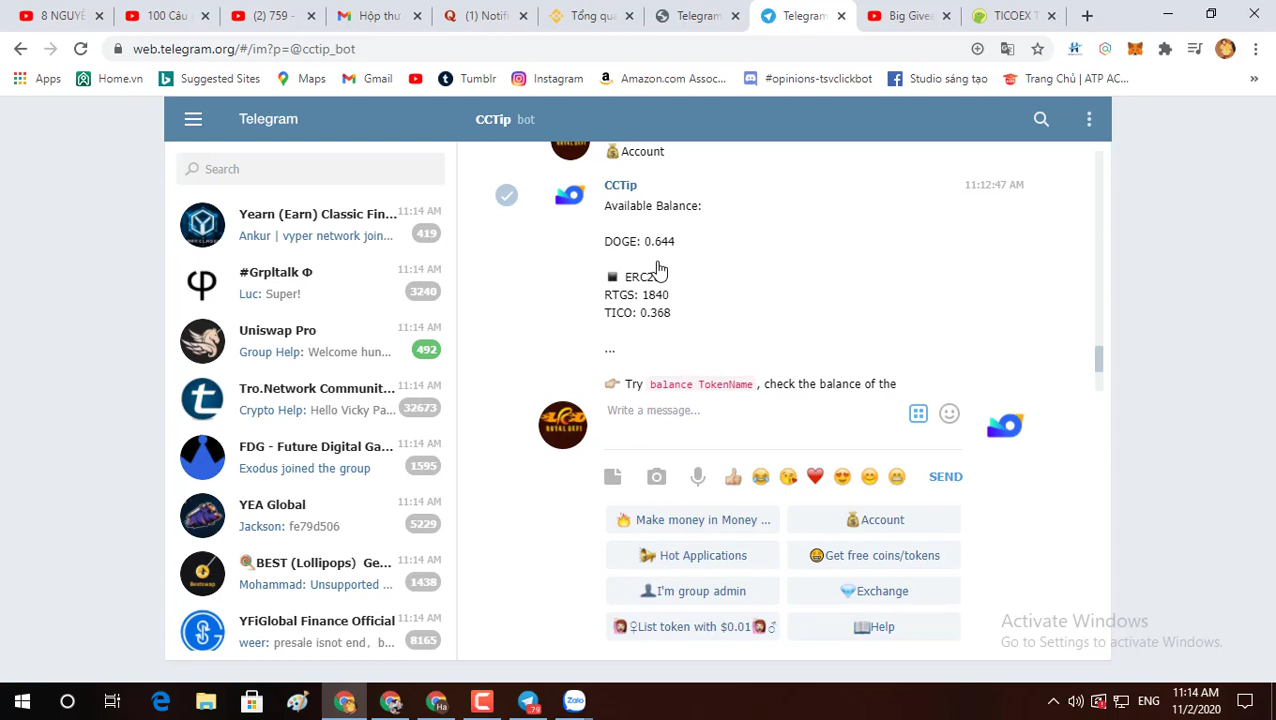 8 NGUYÊ
100 Câu
(2) 759 -
Hộp thư
(1) Notifi
Tổng qu
Telegram
Telegram
Big Givea
TICOEX T
web.telegram.org/#/im?p=@cctip_bot
Apps
Home.vn
Suggested Sites
Maps
Gmail
Tumblr
Instagram
Amazon.com Assoc...
#opinions-tsvclickbot
Studio sáng tạo
Trang Chủ | ATP AC...
Telegram
CCTip bot
Search
Yearn (Earn) Classic Fin...
11:14 AM
Ankur | vyper network join...
419
#Grpltalk Φ
11:14 AM
Luc: Super!
3240
Uniswap Pro
11:14 AM
Group Help: Welcome hun...
492
Tro.Network Communit...
11:14 AM
Crypto Help: Hello Vicky Pa...
32673
FDG - Future Digital Ga...
11:14 AM
Exodus joined the group
1595
YEA Global
11:14 AM
Jackson: fe79d506
5229
BEST (Lollipops) Ge...
11:14 AM
Mohammad: Unsupported ...
1438
YFiGlobal Finance Official
11:14 AM
weer: presale isnot end, b...
8165
Account
CCTip
11:12:47 AM
Available Balance:
DOGE: 0.644
RTGS: 1840
TICO: 0.368
...
Try balance TokenName , check the balance of the
ROYAL DEFI
Write a message...
SEND
Make money in Money ...
Account
Hot Applications
Get free coins/tokens
I'm group admin
Exchange
List token with $0.01
Help
Activate Windows
Go to Settings to activate Windows.
79
Zalo
ENG
11:14 AM
11/2/2020